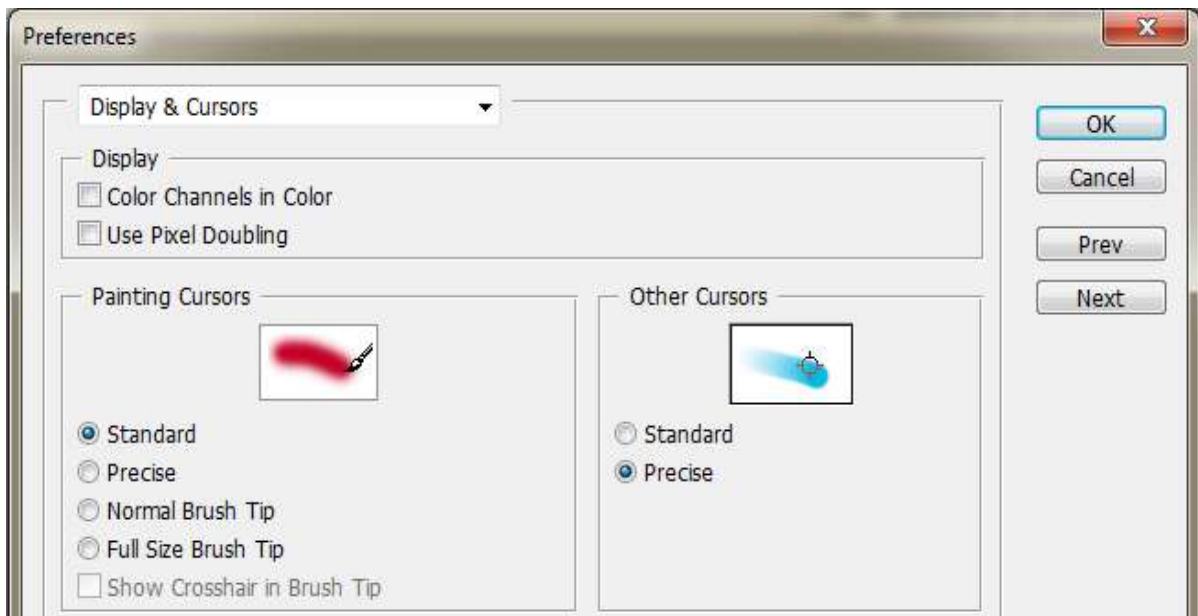 Preferences
Display & Cursors
OK
Display
Color Channels in Color
Cancel
Use Pixel Doubling
Prev
Painting Cursors
Other Cursors
Next
Standard
Precise
Normal Brush Tip
Full Size Brush Tip
Show Crosshair in Brush Tip
Standard
Precise